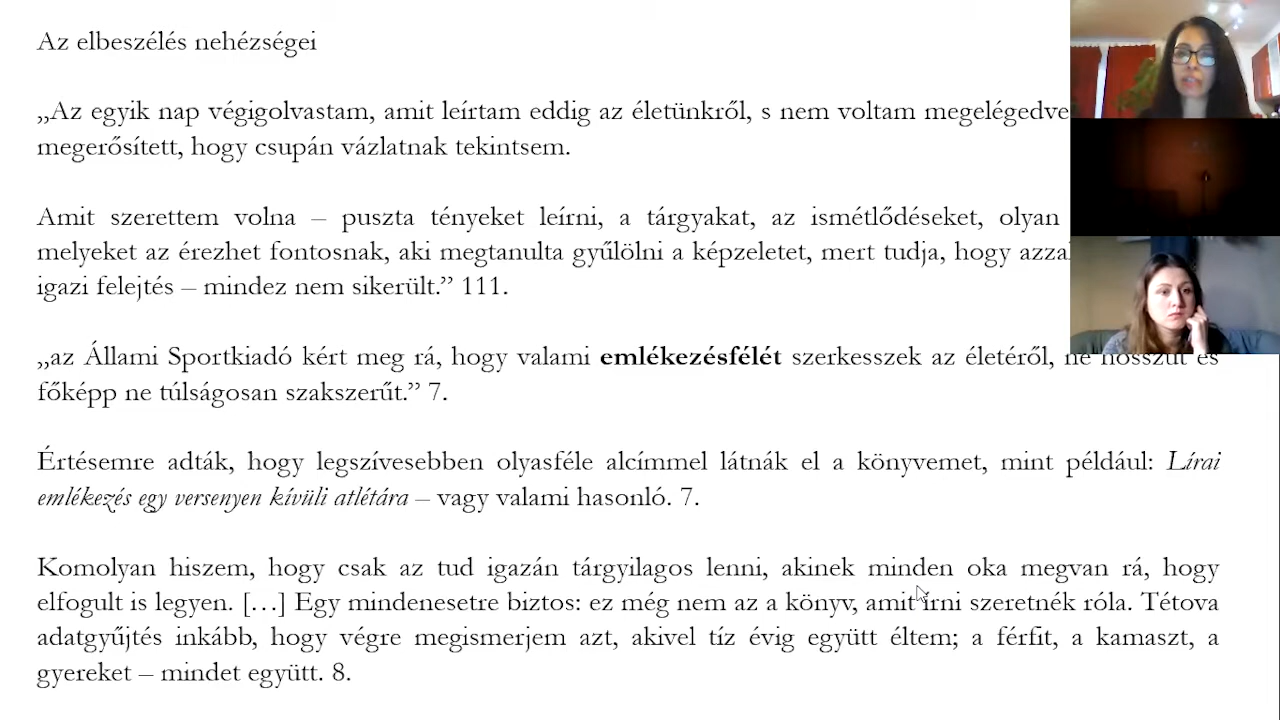 Az elbeszélés nehézségei
„Az egyik nap végigolvastam, amit leírtam eddig az életünkről, s nem voltam megelégedve
megerősített, hogy csupán vázlatnak tekintsem.
Amit szerettem volna – puszta tényeket leírni, a tárgyakat, az ismétlődéseket, olyan
melyeket az érezhet fontosnak, aki megtanulta gyűlölni a képzeletet, mert tudja, hogy
igazi felejtés – mindez nem sikerült.” 111.
„az Állami Sportkiadó kért meg rá, hogy valami emlékezésfélét szerkesszek az életéről, ne hosszút és
főképp ne túlságosan szakszerűt.” 7.
Értésemre adták, hogy legszívesebben olyasféle alcímmel látnák el a könyvemet, mint például: Lírai
emlékezés egy versenyen kívüli atlétára – vagy valami hasonló. 7.
Komolyan hiszem, hogy csak az tud igazán tárgyilagos lenni, akinek minden oka megvan rá, hogy
elfogult is legyen. […] Egy mindenesetre biztos: ez még nem az a könyv, amit írni szeretnék róla. Tétova
adatgyűjtés inkább, hogy végre megismerjem azt, akivel tíz évig együtt éltem; a férfit, a kamaszt, a
gyereket – mindet együtt. 8.